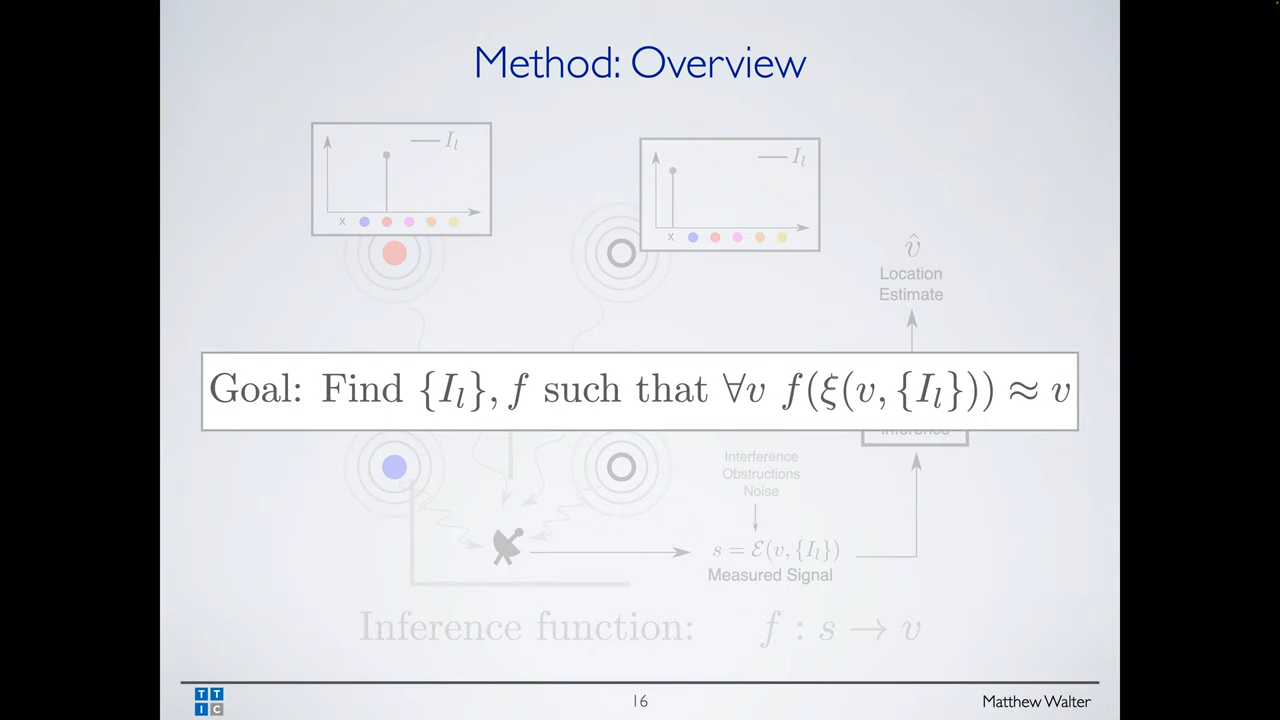 Method: Overview
I_l
x
I_l
x
v̂
Location
Estimate
Goal: Find {I_l}, f such that ∀v f(ξ(v, {I_l})) ≈ v
Interference
Obstructions
Noise
s = ℰ(v, {I_l})
Measured Signal
Inference function: f : s → v
TTIC
16
Matthew Walter